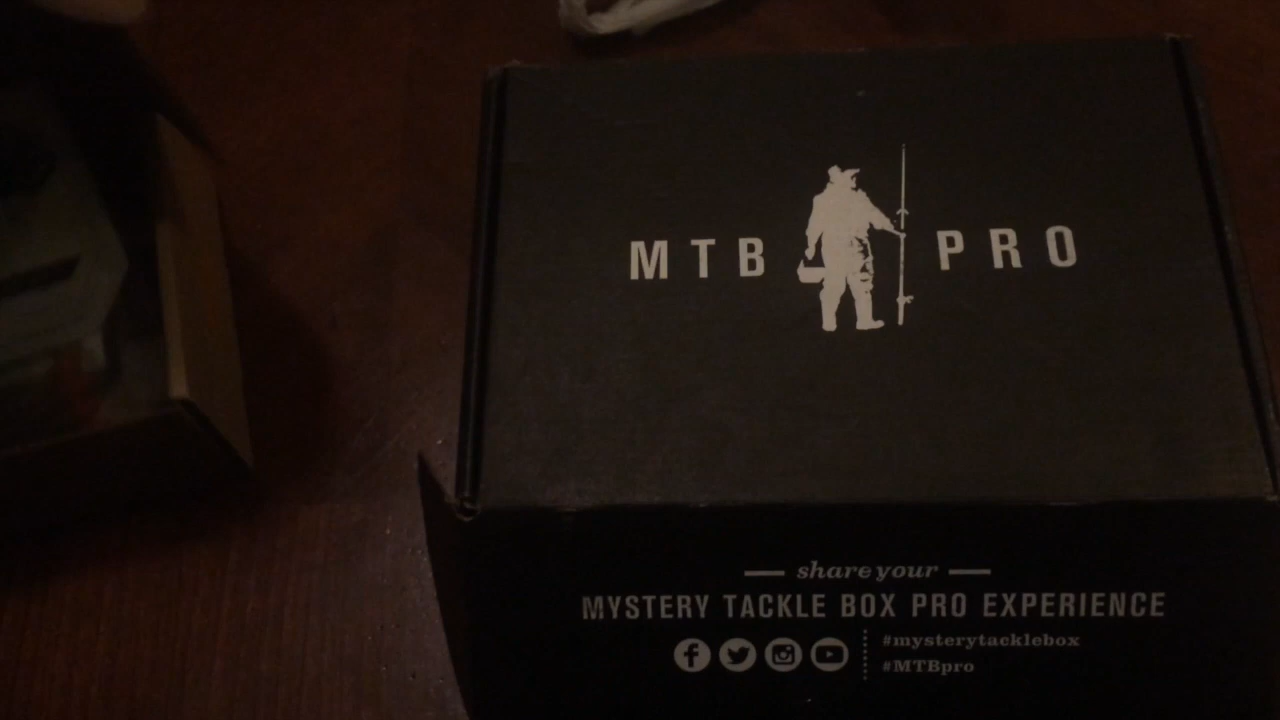 MTB PRO
share your
MYSTERY TACKLE BOX PRO EXPERIENCE
#mysterytacklebox
#MTBpro